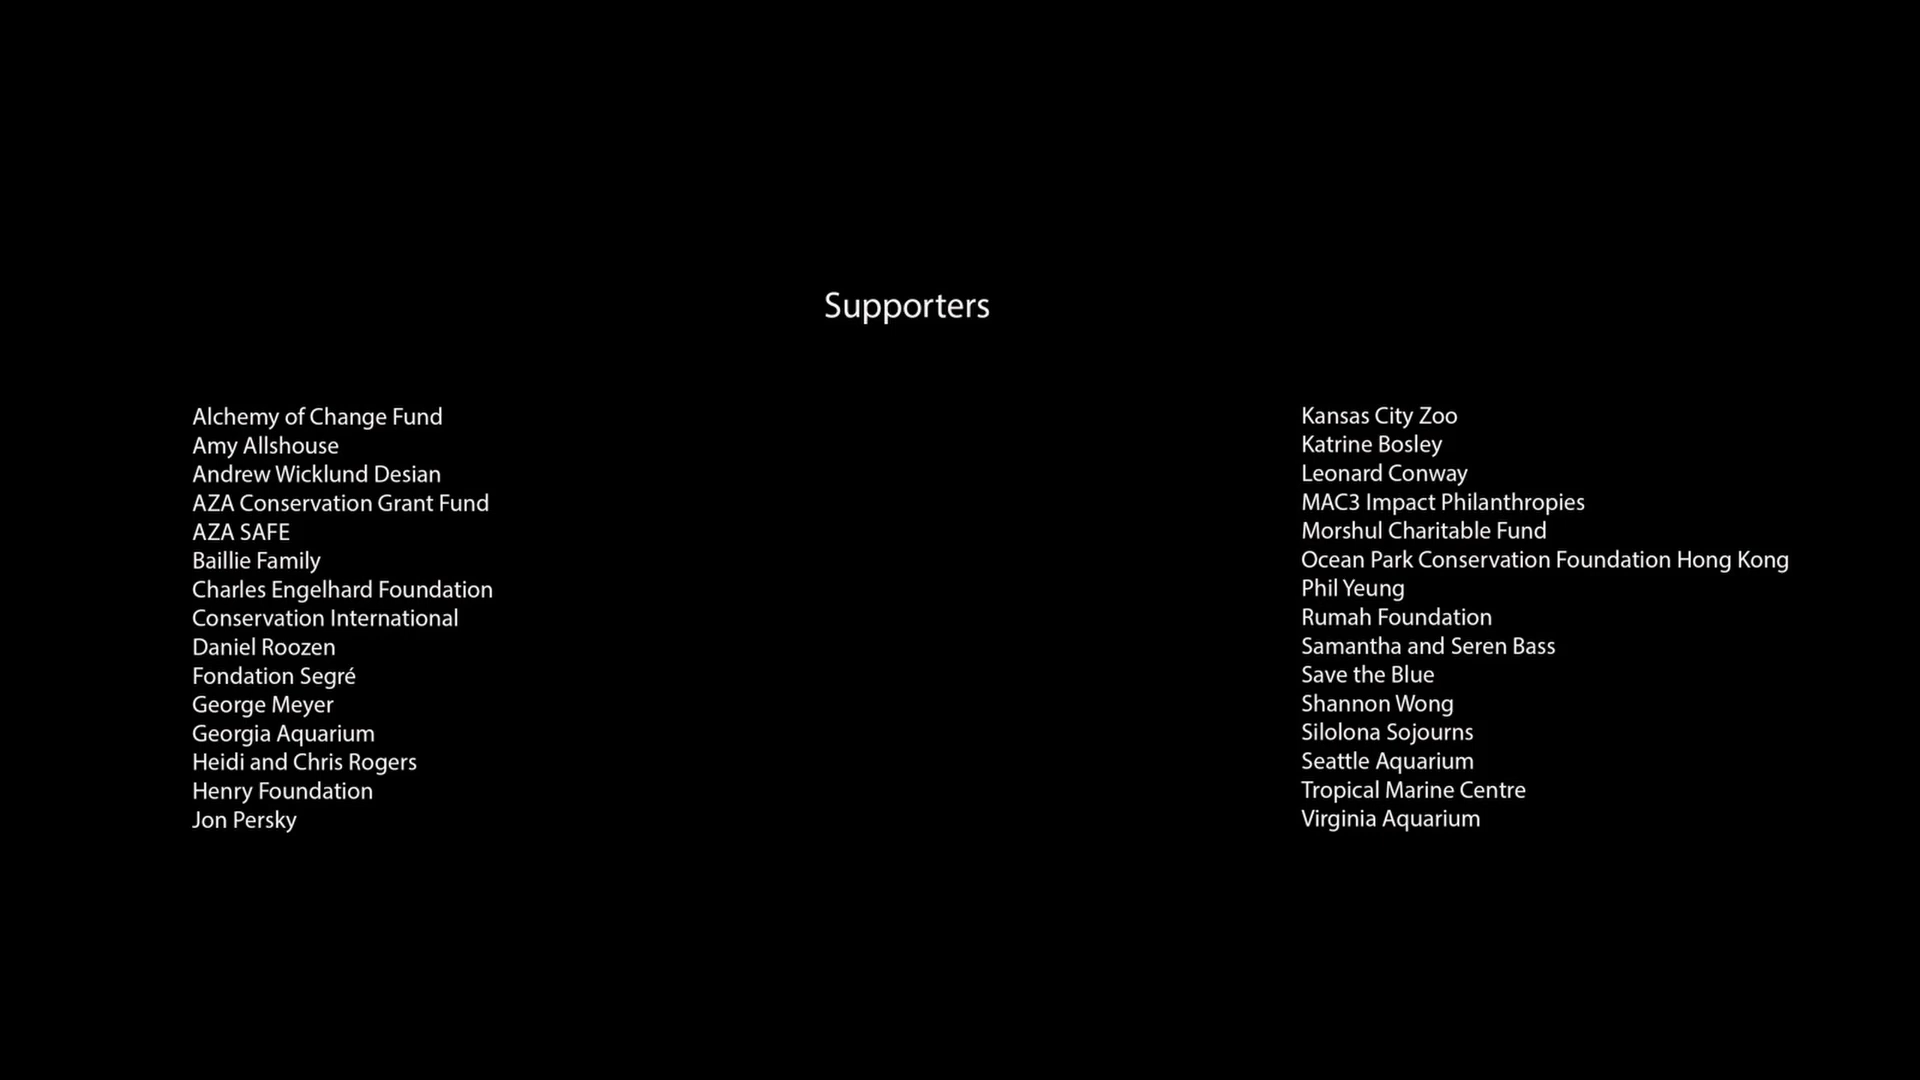 Supporters
Alchemy of Change Fund
Amy Allshouse
Andrew Wicklund Desian
AZA Conservation Grant Fund
AZA SAFE
Baillie Family
Charles Engelhard Foundation
Conservation International
Daniel Roozen
Fondation Segré
George Meyer
Georgia Aquarium
Heidi and Chris Rogers
Henry Foundation
Jon Persky
Kansas City Zoo
Katrine Bosley
Leonard Conway
MAC3 Impact Philanthropies
Morshul Charitable Fund
Ocean Park Conservation Foundation Hong Kong
Phil Yeung
Rumah Foundation
Samantha and Seren Bass
Save the Blue
Shannon Wong
Silolona Sojourns
Seattle Aquarium
Tropical Marine Centre
Virginia Aquarium